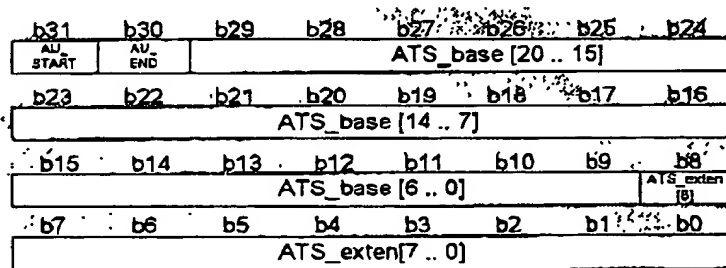 b31 b30 b29 b28 b27 b26 b25 b24
AU_START AU_END ATS_base [20 .. 15]
b23 b22 b21 b20 b19 b18 b17 b16
ATS_base [14 .. 7]
b15 b14 b13 b12 b11 b10 b9 b8
ATS_base [6 .. 0] ATS_exten [8]
b7 b6 b5 b4 b3 b2 b1 b0
ATS_exten[7 .. 0]